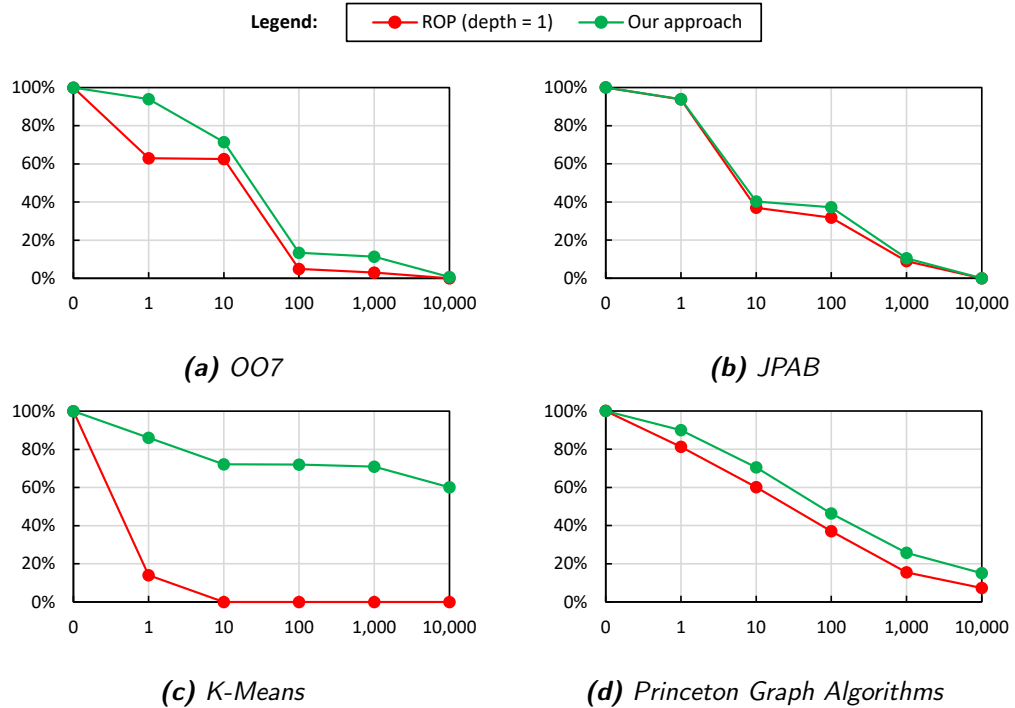 Legend: ROP (depth = 1) Our approach
100%
80%
60%
40%
20%
0%
0 1 10 100 1,000 10,000
(a) OO7
100%
80%
60%
40%
20%
0%
0 1 10 100 1,000 10,000
(b) JPAB
100%
80%
60%
40%
20%
0%
0 1 10 100 1,000 10,000
(c) K-Means
100%
80%
60%
40%
20%
0%
0 1 10 100 1,000 10,000
(d) Princeton Graph Algorithms